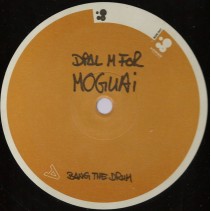 DIAL M FOR
MOGUAi
BANG THE DRUM